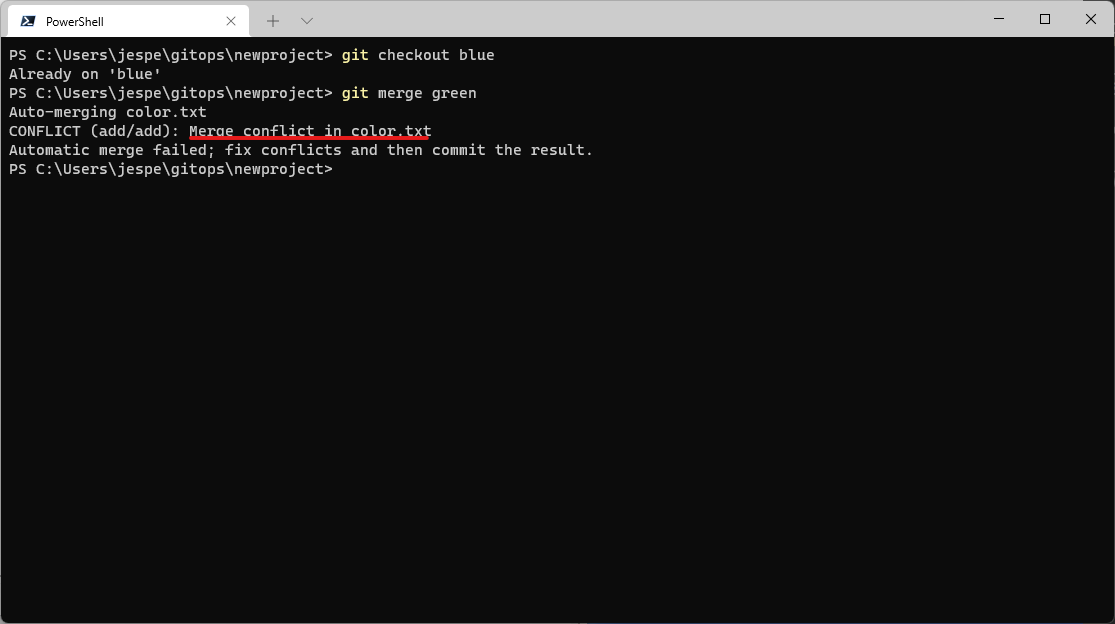 PowerShell
PS C:\Users\jespe\gitops\newproject> git checkout blue
Already on 'blue'
PS C:\Users\jespe\gitops\newproject> git merge green
Auto-merging color.txt
CONFLICT (add/add): Merge conflict in color.txt
Automatic merge failed; fix conflicts and then commit the result.
PS C:\Users\jespe\gitops\newproject>